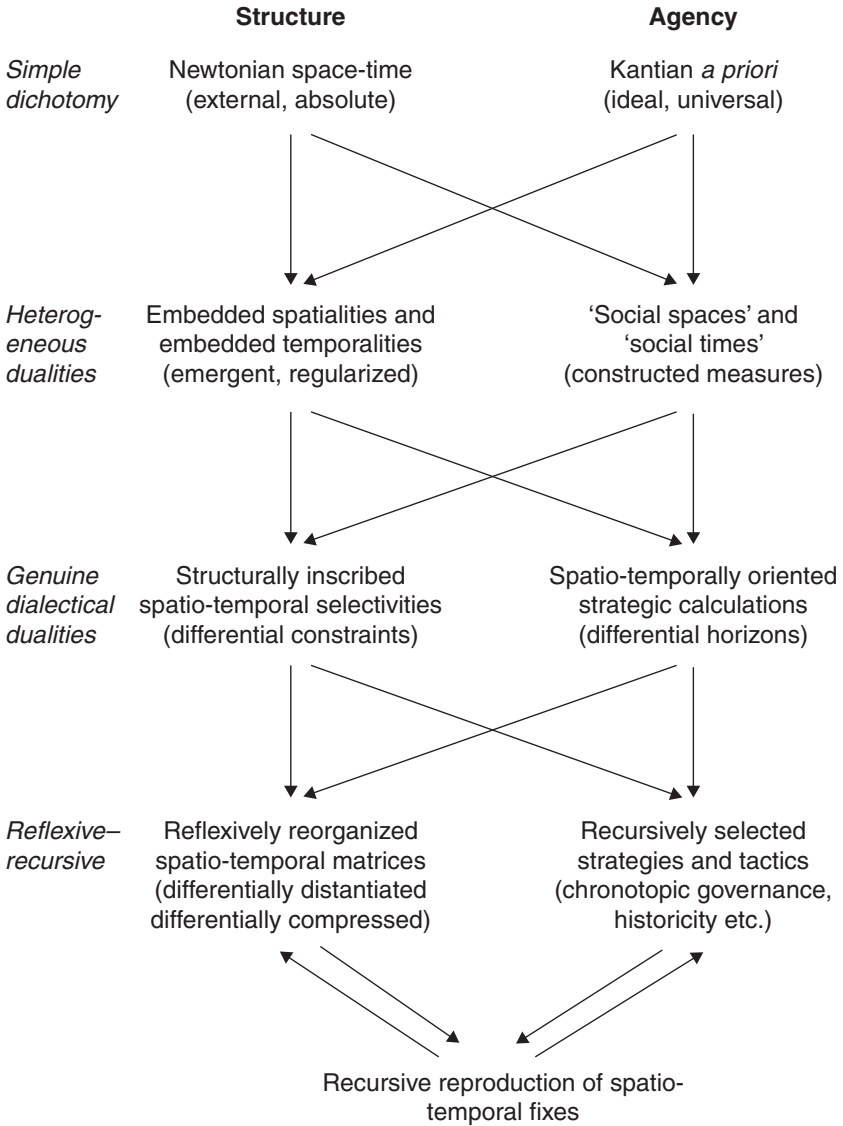 Structure
Agency
Simple
dichotomy
Newtonian space-time
(external, absolute)
Kantian a priori
(ideal, universal)
Heterog-
eneous
dualities
Embedded spatialities and
embedded temporalities
(emergent, regularized)
‘Social spaces’ and
‘social times’
(constructed measures)
Genuine
dialectical
dualities
Structurally inscribed
spatio-temporal selectivities
(differential constraints)
Spatio-temporally oriented
strategic calculations
(differential horizons)
Reflexive–
recursive
Reflexively reorganized
spatio-temporal matrices
(differentially distantiated
differentially compressed)
Recursively selected
strategies and tactics
(chronotopic governance,
historicity etc.)
Recursive reproduction of spatio-
temporal fixes